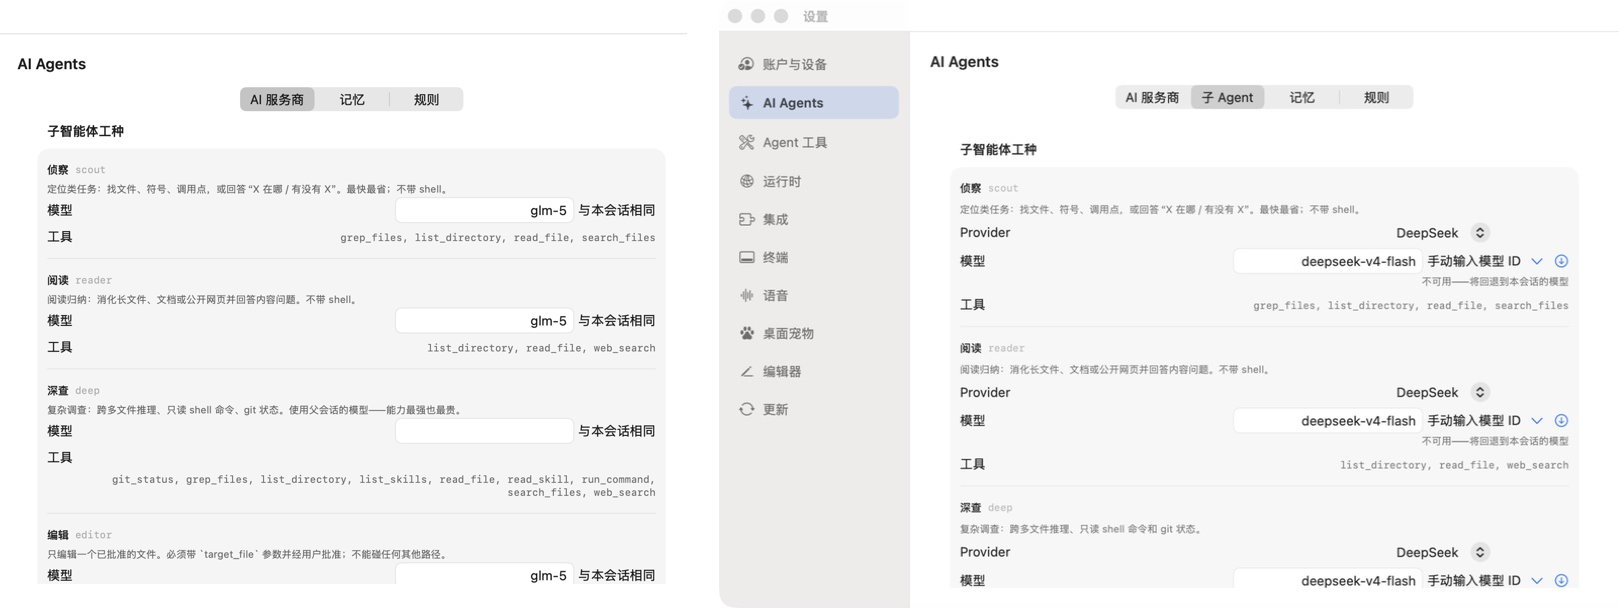 AI Agents
AI 服务商 记忆 规则
子智能体工种
侦察 scout
定位类任务：找文件、符号、调用点，或回答 “X 在哪 / 有没有 X”。最快最省；不带 shell。
模型 glm-5 与本会话相同
工具 grep_files, list_directory, read_file, search_files
阅读 reader
阅读归纳：消化长文件、文档或公开网页并回答内容问题。不带 shell。
模型 glm-5 与本会话相同
工具 list_directory, read_file, web_search
深查 deep
复杂调查：跨多文件推理、只读 shell 命令、git 状态。使用父会话的模型——能力最强也最贵。
模型 与本会话相同
工具
git_status, grep_files, list_directory, list_skills, read_file, read_skill, run_command,
search_files, web_search
编辑 editor
只编辑一个已批准的文件。必须带 `target_file` 参数并经用户批准；不能碰任何其他路径。
模型 glm-5 与本会话相同
设置
账户与设备
AI Agents
Agent 工具
运行时
集成
终端
语音
桌面宠物
编辑器
更新
AI Agents
AI 服务商 子 Agent 记忆 规则
子智能体工种
侦察 scout
定位类任务：找文件、符号、调用点，或回答 “X 在哪 / 有没有 X”。最快最省；不带 shell。
Provider DeepSeek
模型 deepseek-v4-flash 手动输入模型 ID
不可用——将回退到本会话的模型
工具 grep_files, list_directory, read_file, search_files
阅读 reader
阅读归纳：消化长文件、文档或公开网页并回答内容问题。不带 shell。
Provider DeepSeek
模型 deepseek-v4-flash 手动输入模型 ID
不可用——将回退到本会话的模型
工具 list_directory, read_file, web_search
深查 deep
复杂调查：跨多文件推理、只读 shell 命令和 git 状态。
Provider DeepSeek
模型 deepseek-v4-flash 手动输入模型 ID